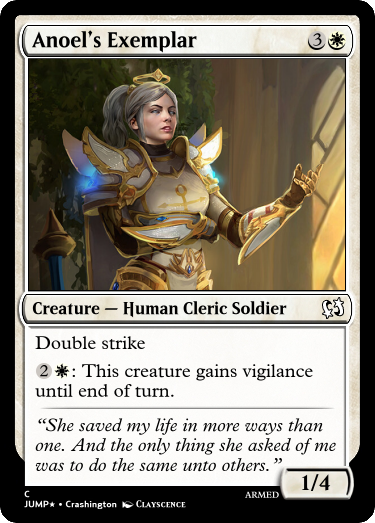 Anoel's Exemplar 3
Creature — Human Cleric Soldier
Double strike
2: This creature gains vigilance
until end of turn.
“She saved my life in more ways than
one. And the only thing she asked of me
was to do the same unto others.”
1/4
C
JUMP★ • Crashington CLAYSCENCE
ARMED